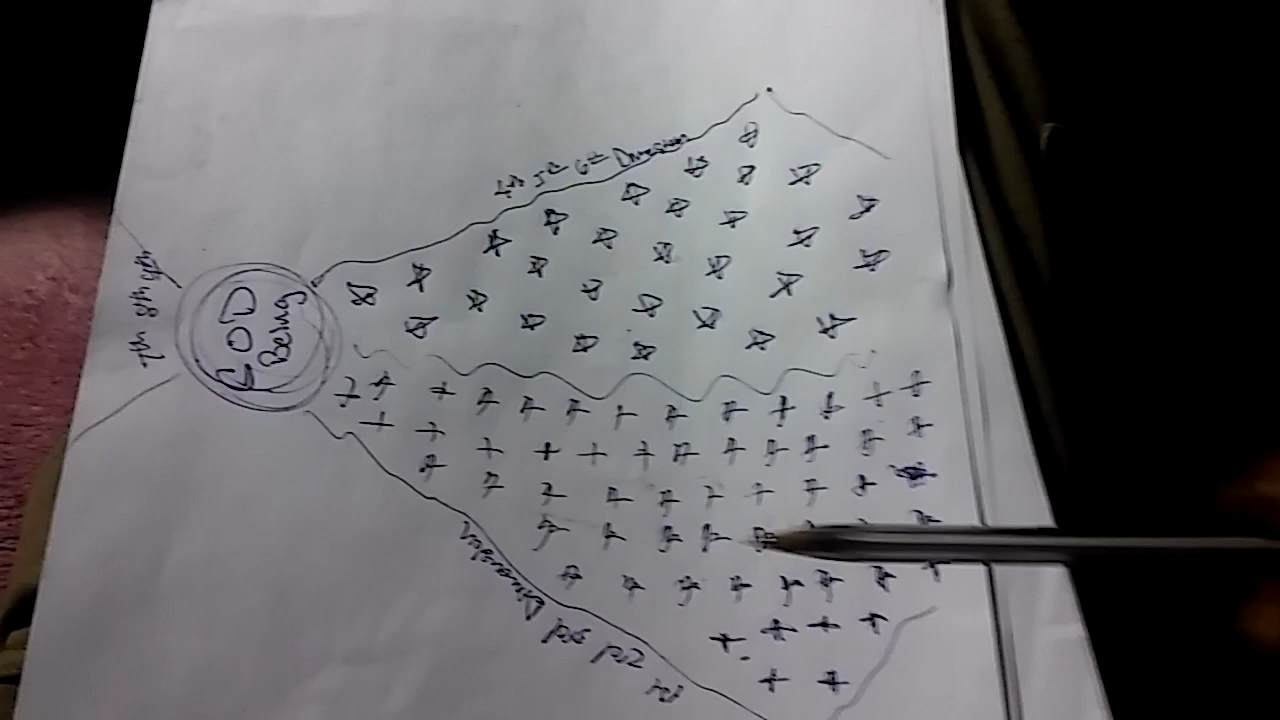 4th 5th 6th Dimension
7th 8th 9th
GOD
Being
1st 2nd 3rd Dimension